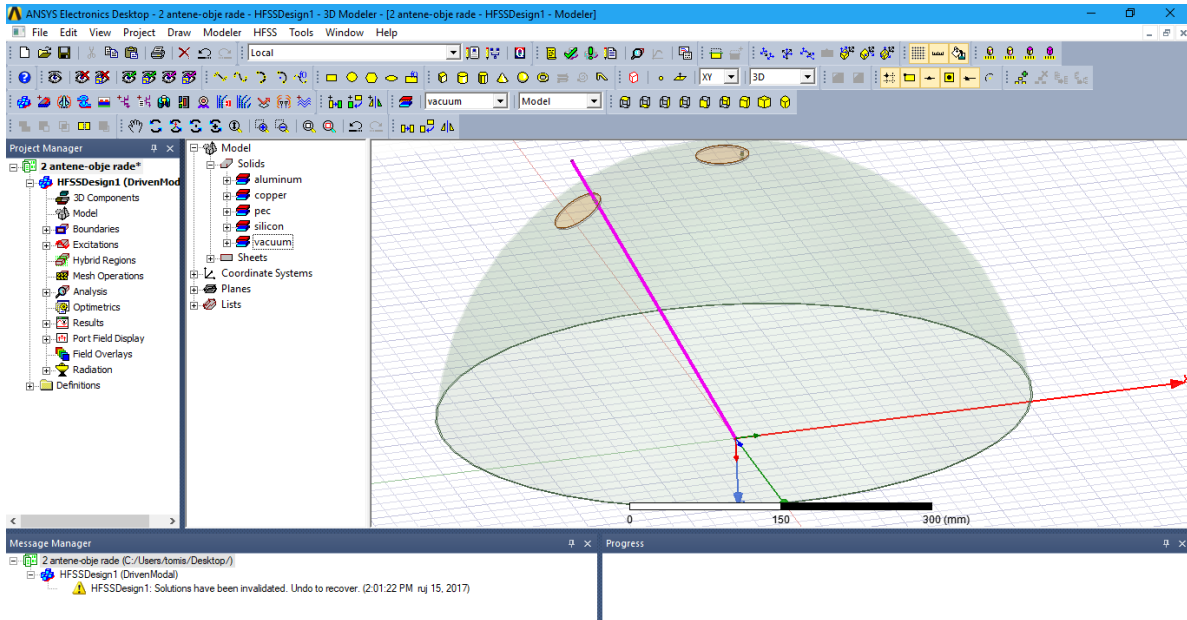 ANSYS Electronics Desktop - 2 antene-obje rade - HFSSDesign1 - 3D Modeler - [2 antene-obje rade - HFSSDesign1 - Modeler]
File Edit View Project Draw Modeler HFSS Tools Window Help
Local
XY 3D
vacuum Model
Project Manager
2 antene-obje rade*
HFSSDesign1 (DrivenMod
3D Components
Model
Boundaries
Excitations
Hybrid Regions
Mesh Operations
Analysis
Optimetrics
Results
Port Field Display
Field Overlays
Radiation
Definitions
Model
Solids
aluminum
copper
pec
silicon
vacuum
Sheets
Coordinate Systems
Planes
Lists
0 150 300 (mm)
Message Manager
2 antene-obje rade (C:/Users/tomis/Desktop/)
HFSSDesign1 (DrivenModal)
HFSSDesign1: Solutions have been invalidated. Undo to recover. (2:01:22 PM ruj 15, 2017)
Progress